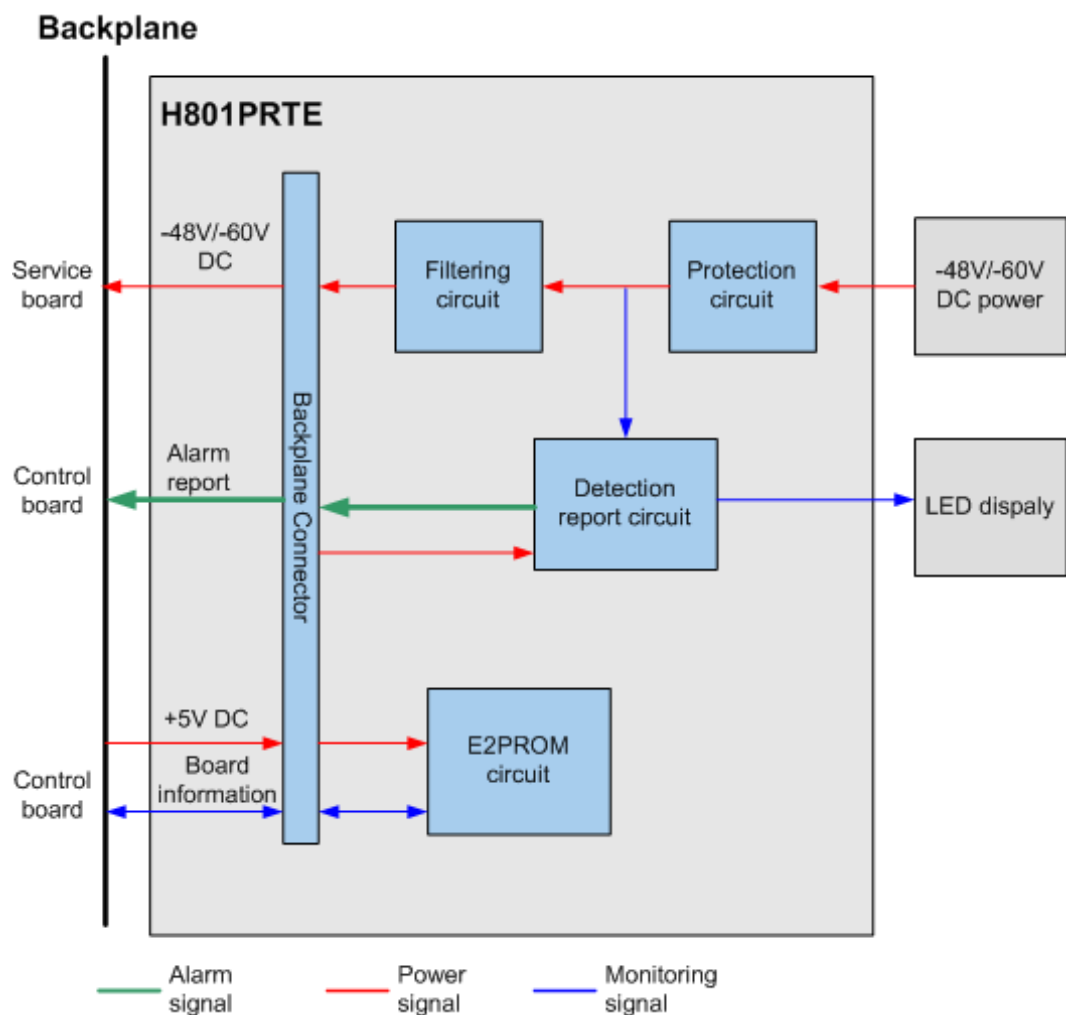 Backplane
H801PRTE
-48V/-60V
DC
Service
board
Filtering
circuit
Protection
circuit
-48V/-60V
DC power
Backplane Connector
Alarm
report
Control
board
Detection
report circuit
LED dispaly
+5V DC
Board
information
Control
board
E2PROM
circuit
Alarm
signal
Power
signal
Monitoring
signal